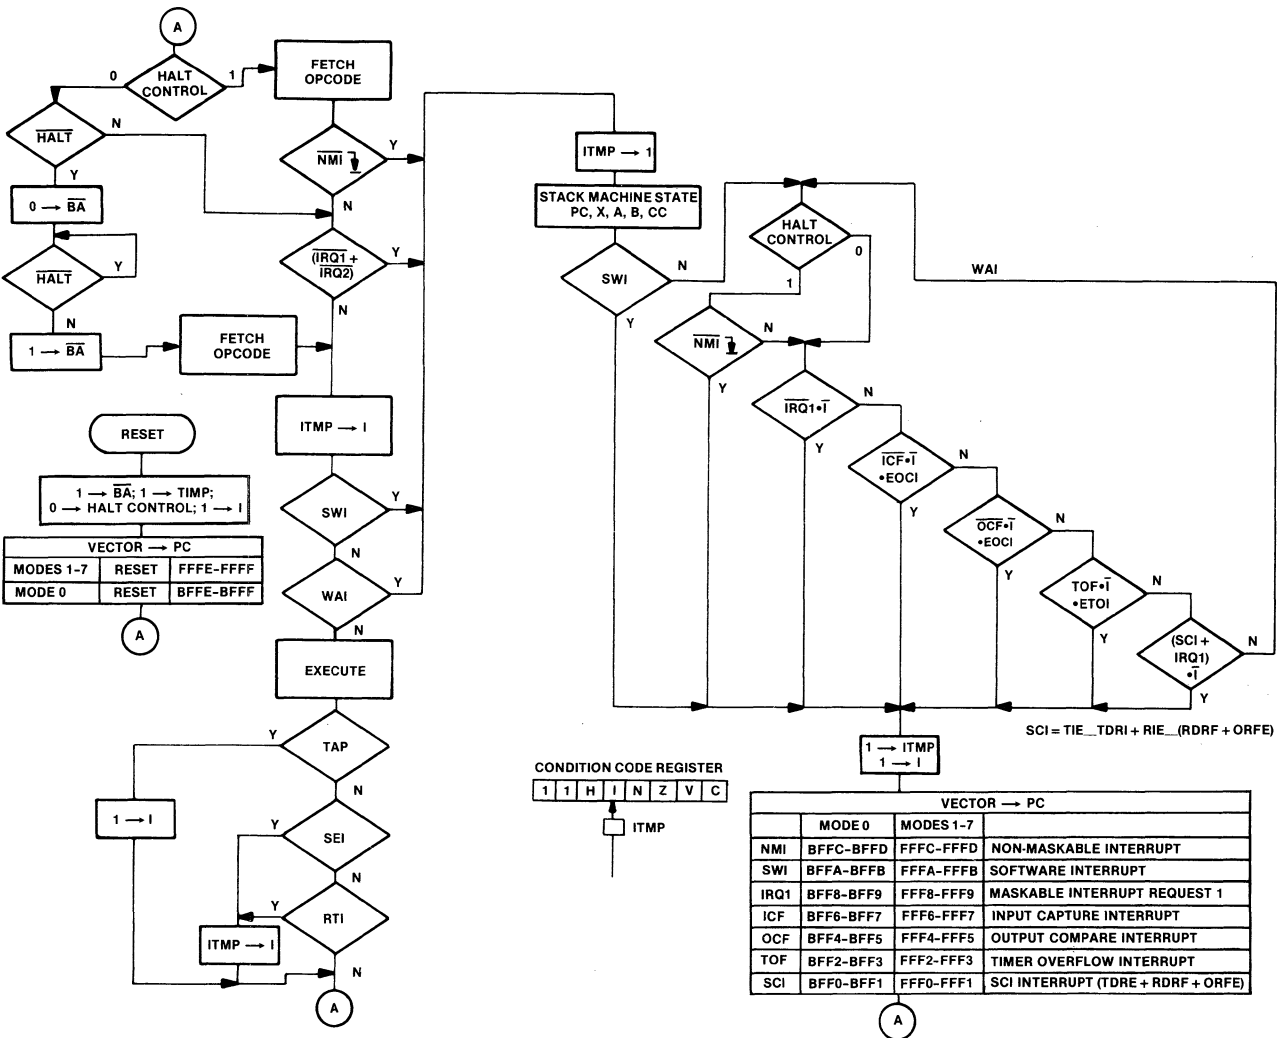 A
HALT
CONTROL
0
1
FETCH
OPCODE
HALT
N
Y
0 → BA
HALT
Y
N
1 → BA
FETCH
OPCODE
NMI
Y
N
(IRQ1 +
IRQ2)
Y
N
ITMP → I
SWI
Y
N
WAI
Y
N
EXECUTE
TAP
Y
N
1 → I
SEI
Y
N
RTI
Y
N
ITMP → I
A
RESET
1 → BA; 1 → TIMP;
0 → HALT CONTROL; 1 → I
VECTOR → PC
MODES 1-7 RESET FFFE-FFFF
MODE 0 RESET BFFE-BFFF
A
ITMP → 1
STACK MACHINE STATE
PC, X, A, B, CC
SWI
N
Y
HALT
CONTROL
0
1
WAI
NMI
N
Y
IRQ1•I
N
Y
ICF•I
•EOCI
N
Y
OCF•I
•EOCI
N
Y
TOF•I
•ETOI
N
Y
(SCI +
IRQ1)
•I
N
Y
SCI = TIE__TDRI + RIE__(RDRF + ORFE)
1 → ITMP
1 → I
CONDITION CODE REGISTER
1 1 H I N Z V C
ITMP
VECTOR → PC
MODE 0 MODES 1-7
NMI BFFC-BFFD FFFC-FFFD NON-MASKABLE INTERRUPT
SWI BFFA-BFFB FFFA-FFFB SOFTWARE INTERRUPT
IRQ1 BFF8-BFF9 FFF8-FFF9 MASKABLE INTERRUPT REQUEST 1
ICF BFF6-BFF7 FFF6-FFF7 INPUT CAPTURE INTERRUPT
OCF BFF4-BFF5 FFF4-FFF5 OUTPUT COMPARE INTERRUPT
TOF BFF2-BFF3 FFF2-FFF3 TIMER OVERFLOW INTERRUPT
SCI BFF0-BFF1 FFF0-FFF1 SCI INTERRUPT (TDRE + RDRF + ORFE)
A